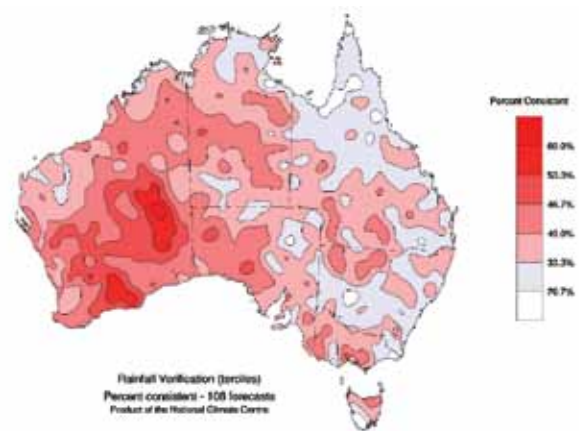 Percent Consistent
60.0%
53.3%
46.7%
40.0%
33.3%
26.7%
Rainfall Verification (terciles)
Percent consistent - 108 forecasts
Product of the National Climate Centre